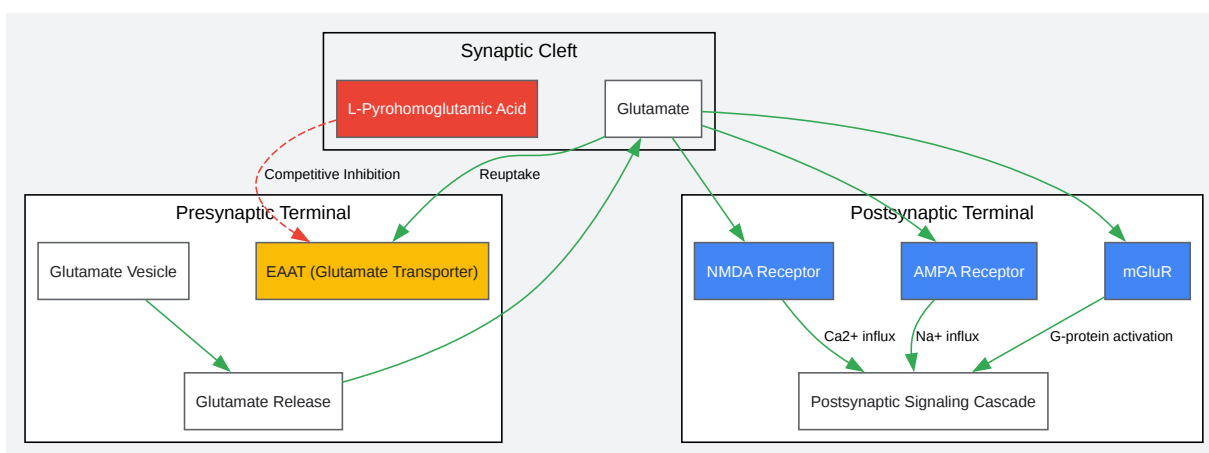 Synaptic Cleft
L-Pyrohomoglutamic Acid
Glutamate
Competitive Inhibition
Reuptake
Presynaptic Terminal
Glutamate Vesicle
EAAT (Glutamate Transporter)
Glutamate Release
Postsynaptic Terminal
NMDA Receptor
AMPA Receptor
mGluR
Ca2+ influx
Na+ influx
G-protein activation
Postsynaptic Signaling Cascade